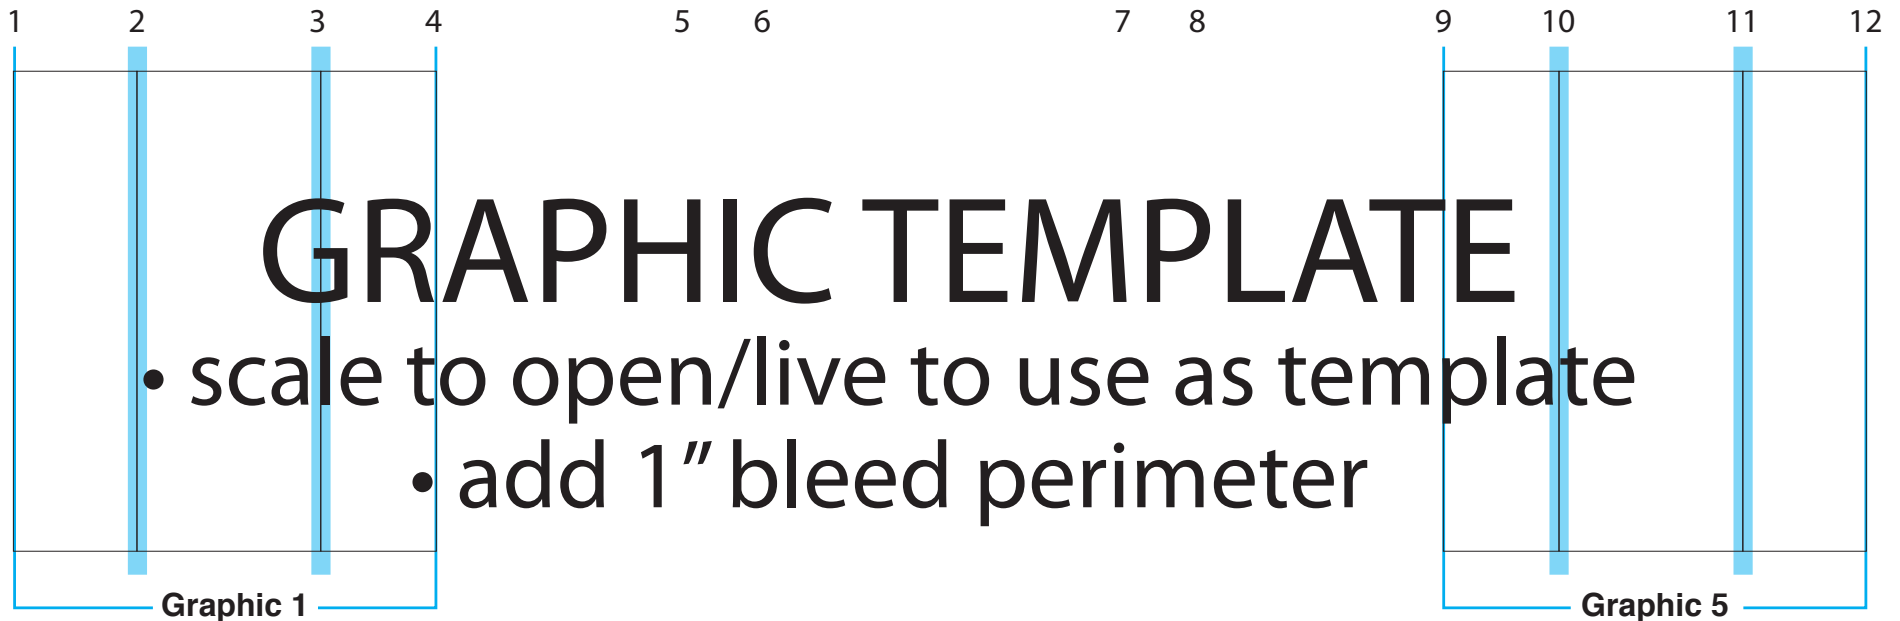 1 2 3 4 5 6 7 8 9 10 11 12
GRAPHIC TEMPLATE
• scale to open/live to use as template
• add 1” bleed perimeter
Graphic 1 Graphic 5